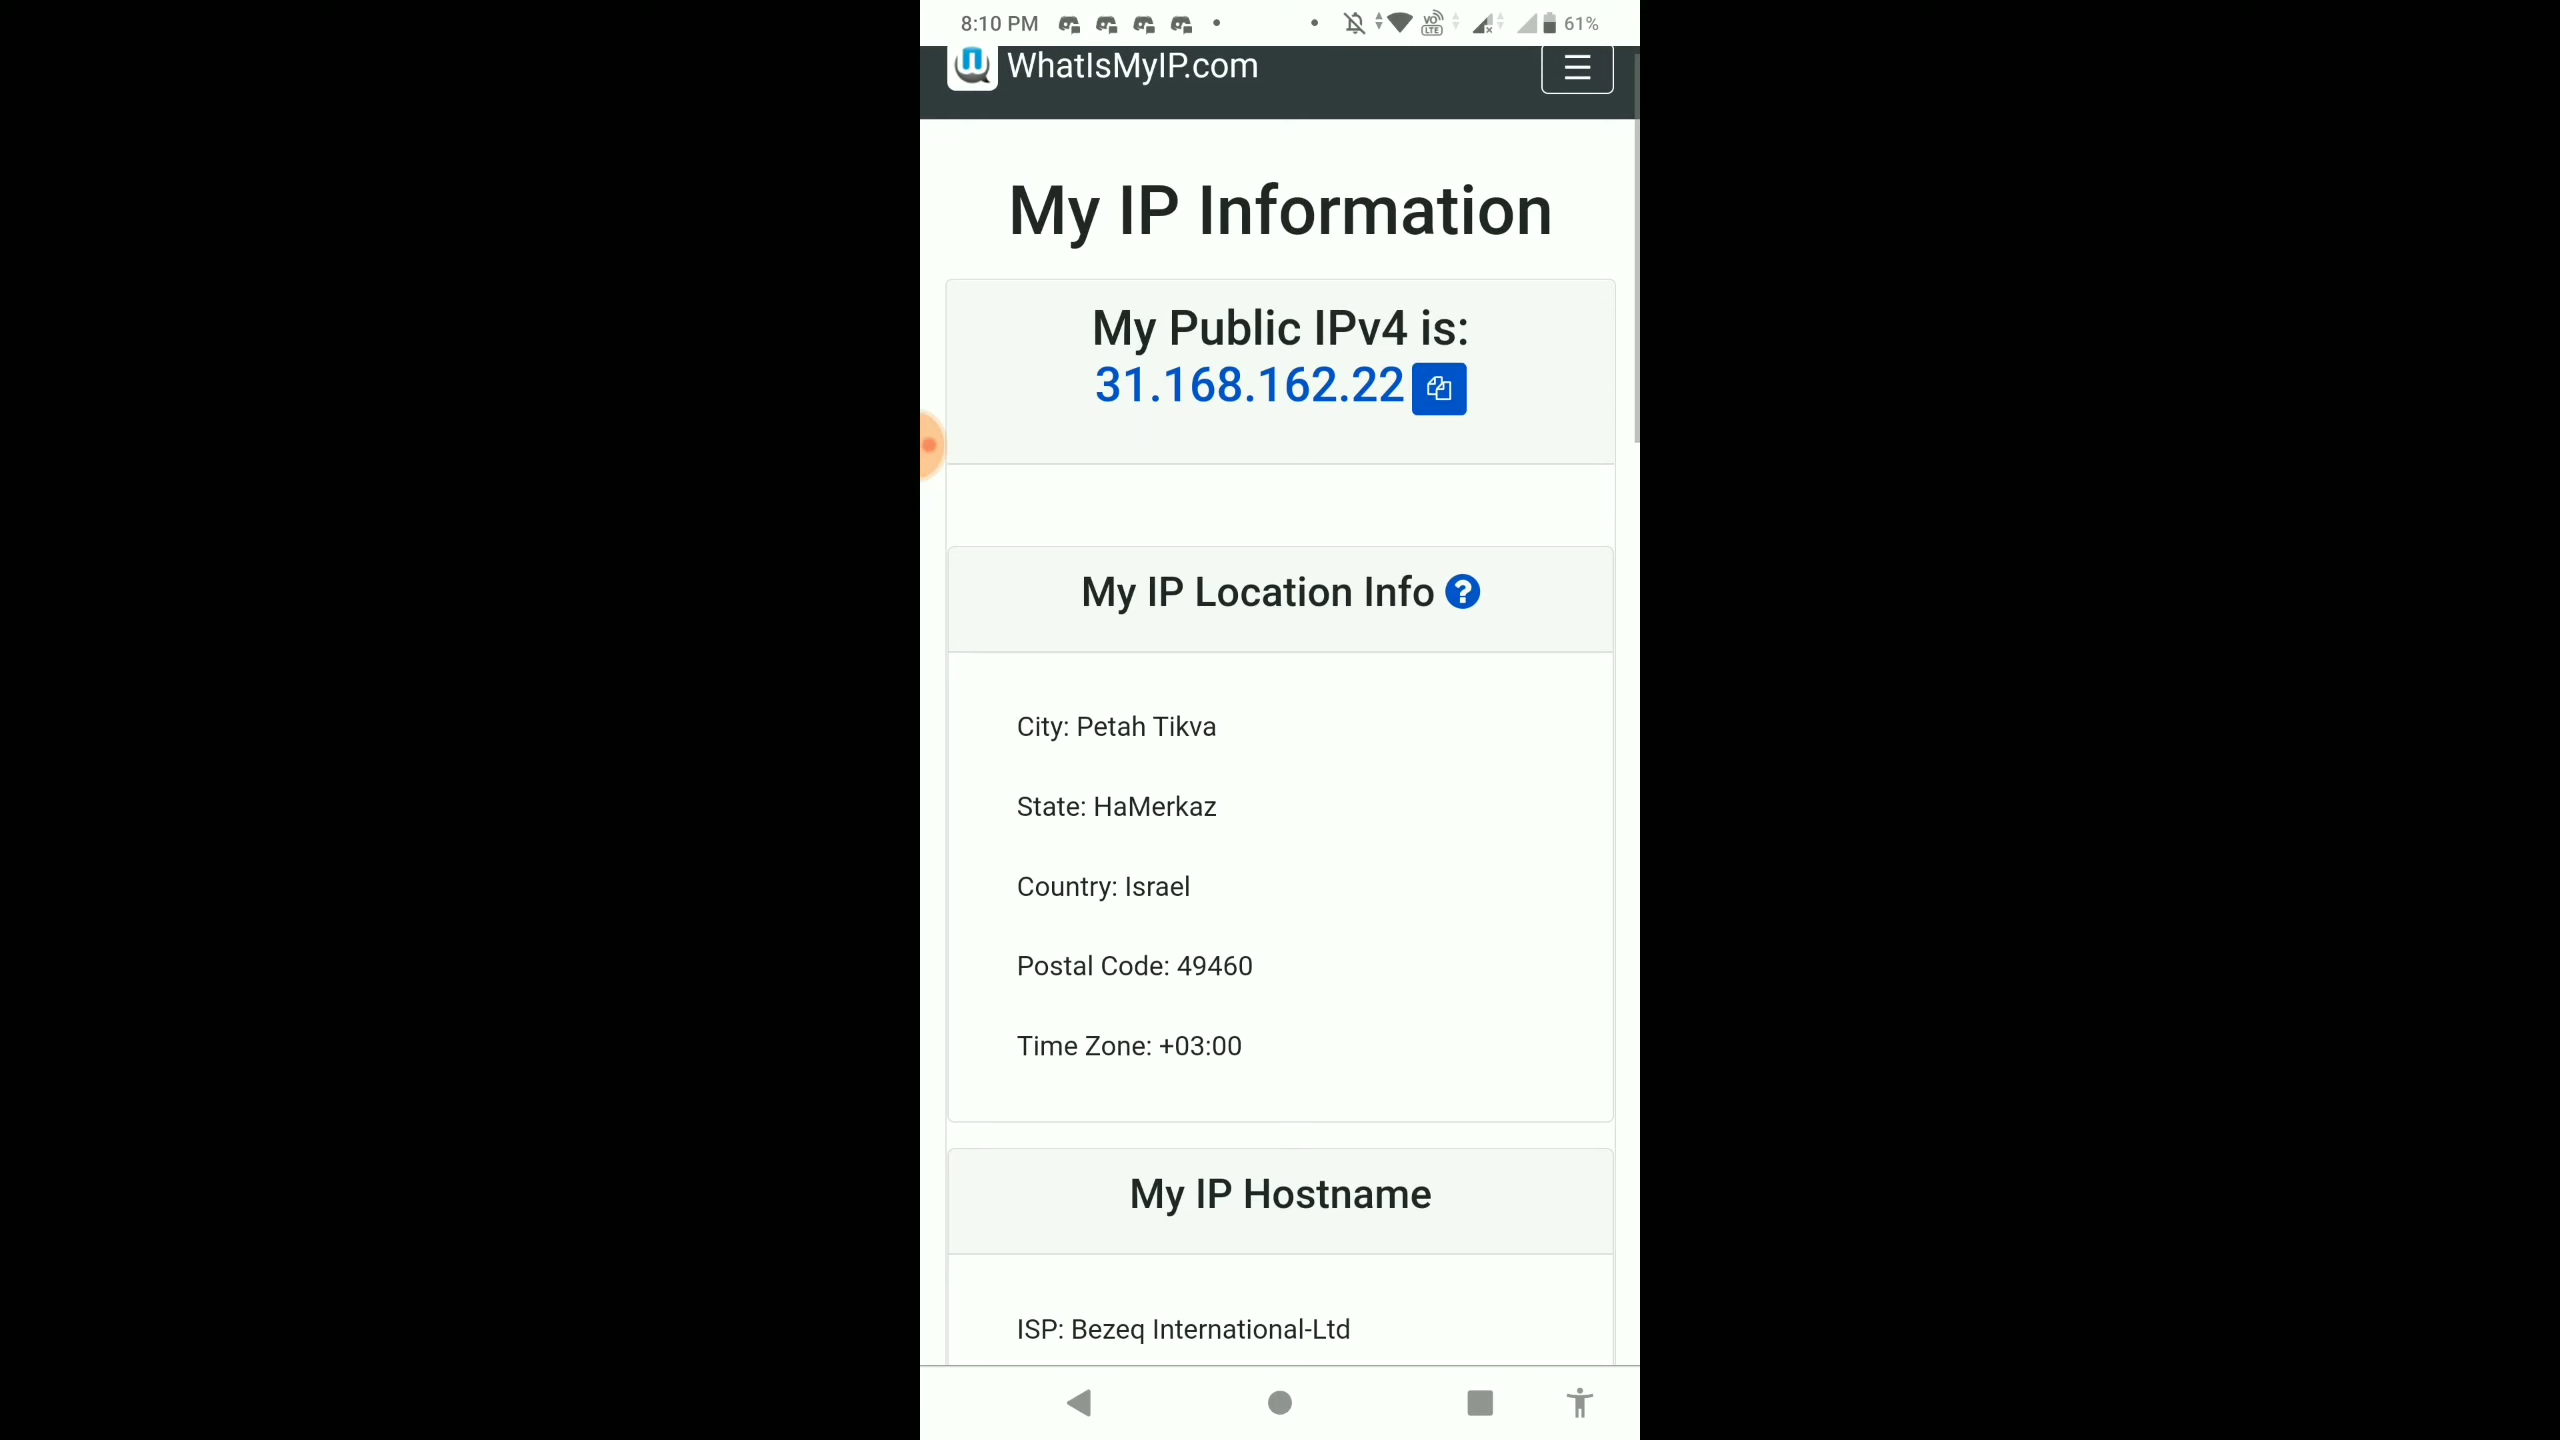 8:10 PM
VO LTE
61%
WhatIsMyIP.com
My IP Information
My Public IPv4 is:
31.168.162.22
My IP Location Info ?
City: Petah Tikva
State: HaMerkaz
Country: Israel
Postal Code: 49460
Time Zone: +03:00
My IP Hostname
ISP: Bezeq International-Ltd